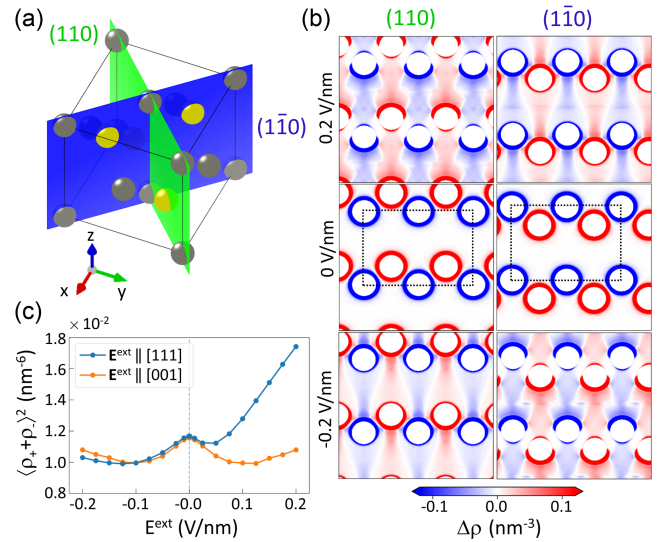 (a)
(110)
(11̄0)
z
x
y
(b)
(110)
(11̄0)
0.2 V/nm
0 V/nm
-0.2 V/nm
-0.1
0.0
0.1
Δρ (nm⁻³)
(c)
× 10⁻²
1.8
1.6
1.4
1.2
1.0
0.8
⟨ρ₊+ρ₋⟩² (nm⁻⁶)
Eᵉˣᵗ ∥ [111]
Eᵉˣᵗ ∥ [001]
-0.2
-0.1
-0.0
0.1
0.2
Eᵉˣᵗ (V/nm)